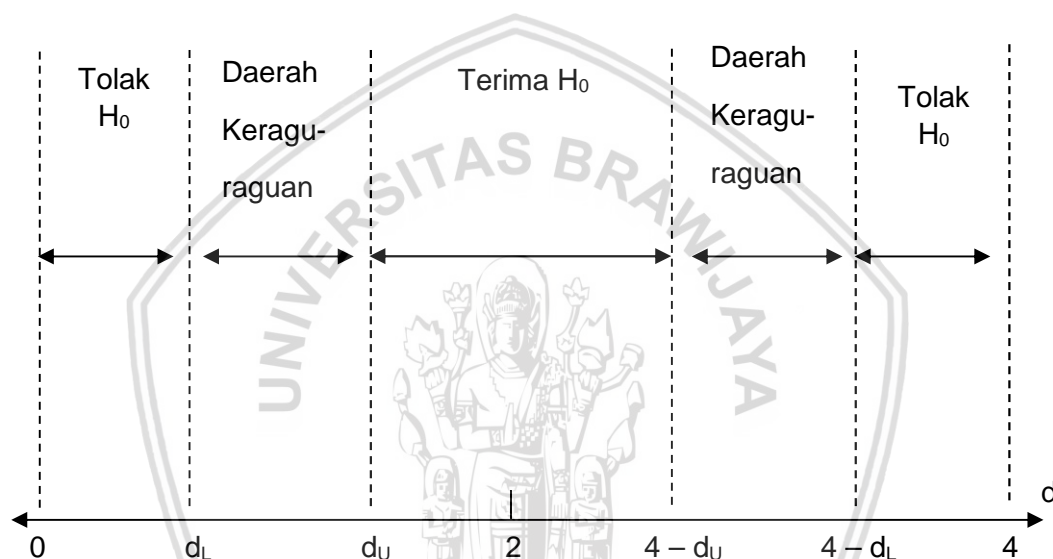 Tolak
H₀
Daerah
Keragu-
raguan
Terima H₀
Daerah
Keragu-
raguan
Tolak
H₀
UNIVERSITAS BRAWIJAYA
d
0 d_L d_U 2 4 – d_U 4 – d_L 4